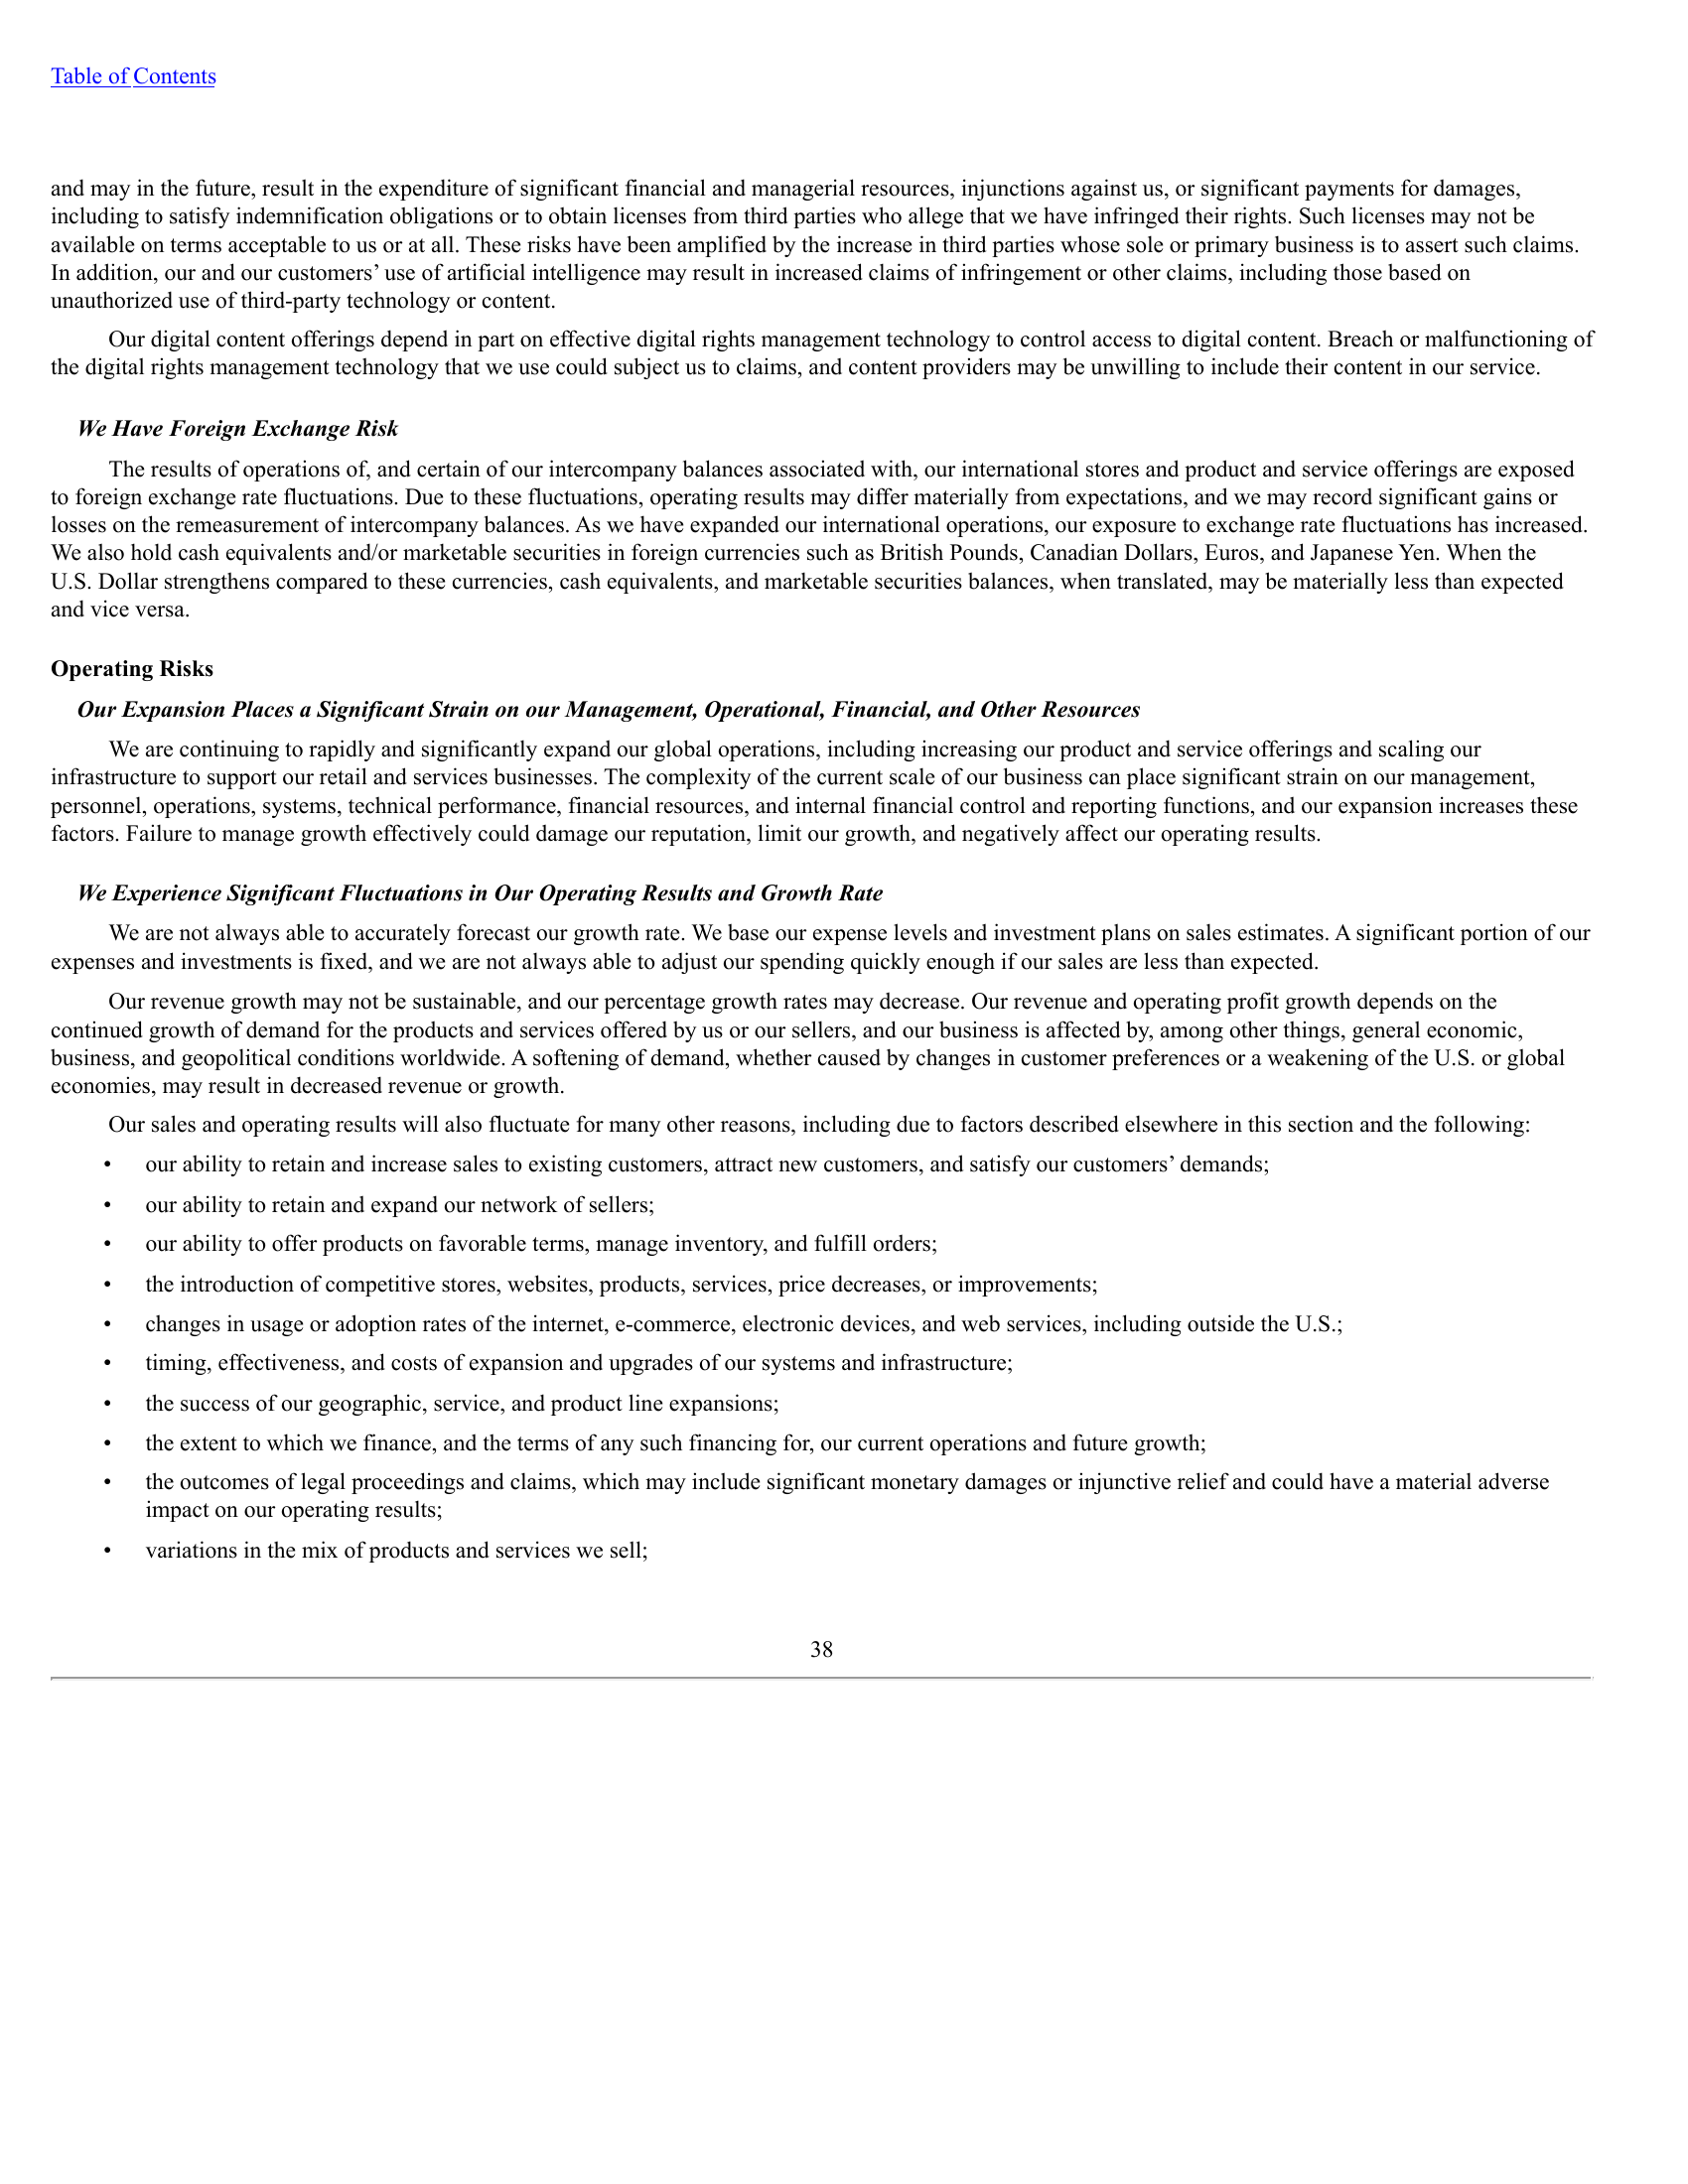 Table of Contents
and may in the future, result in the expenditure of significant financial and managerial resources, injunctions against us, or significant payments for damages,
including to satisfy indemnification obligations or to obtain licenses from third parties who allege that we have infringed their rights. Such licenses may not be
available on terms acceptable to us or at all. These risks have been amplified by the increase in third parties whose sole or primary business is to assert such claims.
In addition, our and our customers’ use of artificial intelligence may result in increased claims of infringement or other claims, including those based on
unauthorized use of third-party technology or content.
Our digital content offerings depend in part on effective digital rights management technology to control access to digital content. Breach or malfunctioning of
the digital rights management technology that we use could subject us to claims, and content providers may be unwilling to include their content in our service.
We Have Foreign Exchange Risk
The results of operations of, and certain of our intercompany balances associated with, our international stores and product and service offerings are exposed
to foreign exchange rate fluctuations. Due to these fluctuations, operating results may differ materially from expectations, and we may record significant gains or
losses on the remeasurement of intercompany balances. As we have expanded our international operations, our exposure to exchange rate fluctuations has increased.
We also hold cash equivalents and/or marketable securities in foreign currencies such as British Pounds, Canadian Dollars, Euros, and Japanese Yen. When the
U.S. Dollar strengthens compared to these currencies, cash equivalents, and marketable securities balances, when translated, may be materially less than expected
and vice versa.
Operating Risks
Our Expansion Places a Significant Strain on our Management, Operational, Financial, and Other Resources
We are continuing to rapidly and significantly expand our global operations, including increasing our product and service offerings and scaling our
infrastructure to support our retail and services businesses. The complexity of the current scale of our business can place significant strain on our management,
personnel, operations, systems, technical performance, financial resources, and internal financial control and reporting functions, and our expansion increases these
factors. Failure to manage growth effectively could damage our reputation, limit our growth, and negatively affect our operating results.
We Experience Significant Fluctuations in Our Operating Results and Growth Rate
We are not always able to accurately forecast our growth rate. We base our expense levels and investment plans on sales estimates. A significant portion of our
expenses and investments is fixed, and we are not always able to adjust our spending quickly enough if our sales are less than expected.
Our revenue growth may not be sustainable, and our percentage growth rates may decrease. Our revenue and operating profit growth depends on the
continued growth of demand for the products and services offered by us or our sellers, and our business is affected by, among other things, general economic,
business, and geopolitical conditions worldwide. A softening of demand, whether caused by changes in customer preferences or a weakening of the U.S. or global
economies, may result in decreased revenue or growth.
Our sales and operating results will also fluctuate for many other reasons, including due to factors described elsewhere in this section and the following:
• our ability to retain and increase sales to existing customers, attract new customers, and satisfy our customers’ demands;
• our ability to retain and expand our network of sellers;
• our ability to offer products on favorable terms, manage inventory, and fulfill orders;
• the introduction of competitive stores, websites, products, services, price decreases, or improvements;
• changes in usage or adoption rates of the internet, e-commerce, electronic devices, and web services, including outside the U.S.;
• timing, effectiveness, and costs of expansion and upgrades of our systems and infrastructure;
• the success of our geographic, service, and product line expansions;
• the extent to which we finance, and the terms of any such financing for, our current operations and future growth;
• the outcomes of legal proceedings and claims, which may include significant monetary damages or injunctive relief and could have a material adverse
impact on our operating results;
• variations in the mix of products and services we sell;
38